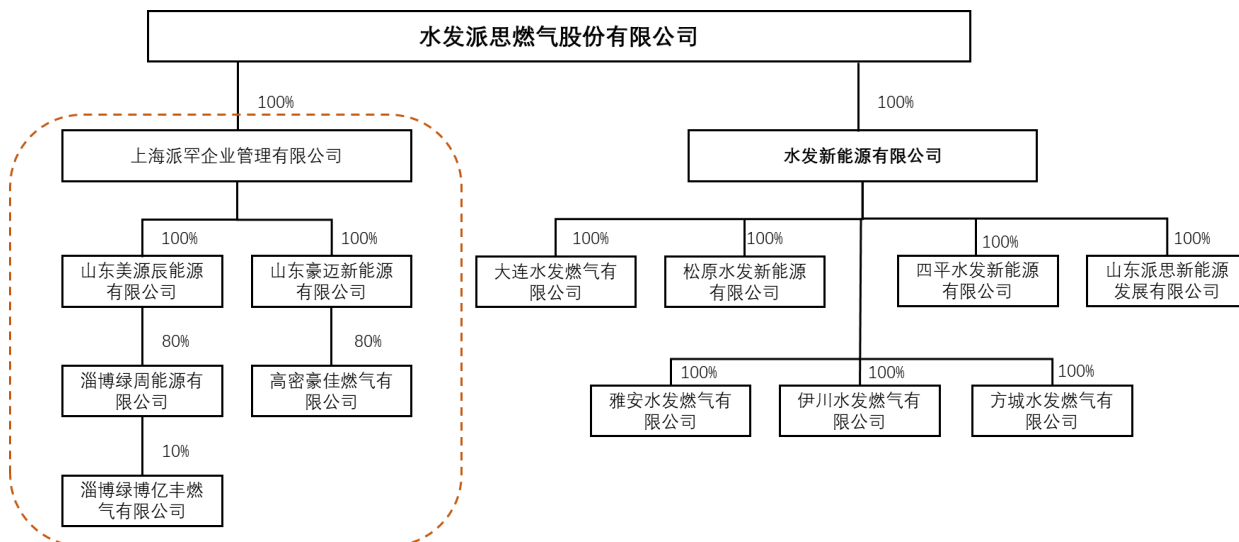 水发派思燃气股份有限公司
100%
100%
上海派罕企业管理有限公司
水发新能源有限公司
100%
100%
100%
100%
100%
100%
山东美源辰能源
有限公司
山东豪迈新能源
有限公司
大连水发燃气有
限公司
松原水发新能源
有限公司
四平水发新能源
有限公司
山东派思新能源
发展有限公司
80%
80%
100%
100%
100%
淄博绿周能源有
限公司
高密豪佳燃气有
限公司
雅安水发燃气有
限公司
伊川水发燃气有
限公司
方城水发燃气有
限公司
10%
淄博绿博亿丰燃
气有限公司